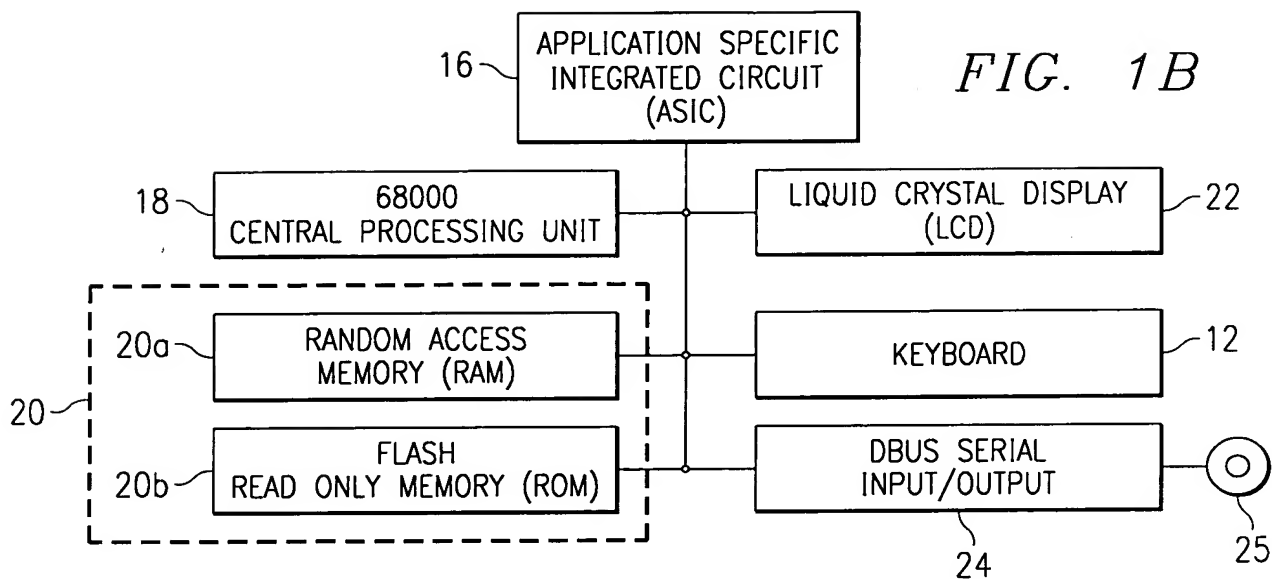 APPLICATION SPECIFIC
INTEGRATED CIRCUIT
(ASIC)
16
FIG. 1B
18
68000
CENTRAL PROCESSING UNIT
LIQUID CRYSTAL DISPLAY
(LCD)
22
20
20a
RANDOM ACCESS
MEMORY (RAM)
KEYBOARD
12
20b
FLASH
READ ONLY MEMORY (ROM)
DBUS SERIAL
INPUT/OUTPUT
24
25